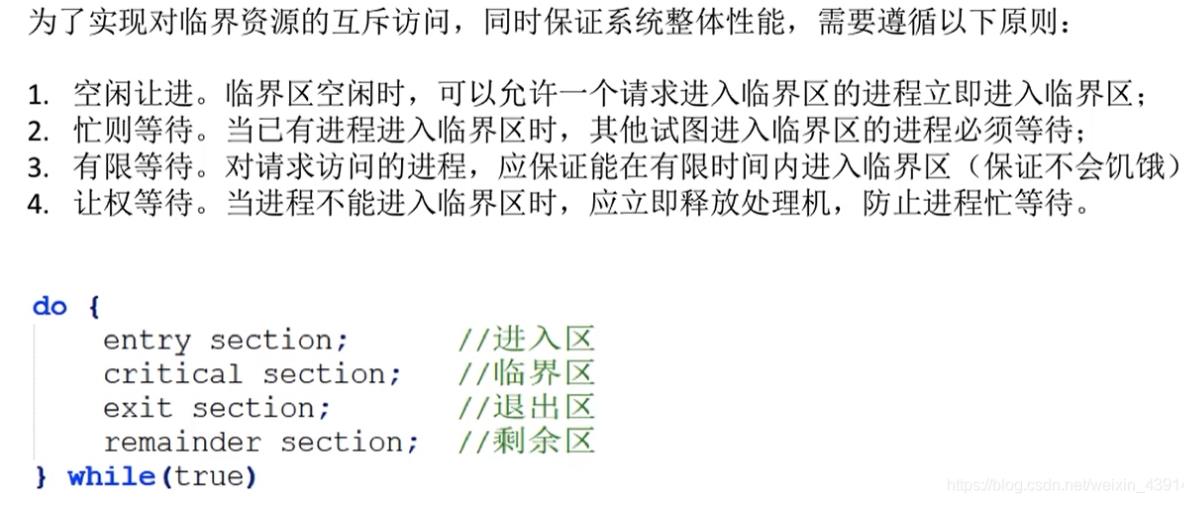 为了实现对临界资源的互斥访问，同时保证系统整体性能，需要遵循以下原则：
1. 空闲让进。临界区空闲时，可以允许一个请求进入临界区的进程立即进入临界区；
2. 忙则等待。当已有进程进入临界区时，其他试图进入临界区的进程必须等待；
3. 有限等待。对请求访问的进程，应保证能在有限时间内进入临界区（保证不会饥饿）
4. 让权等待。当进程不能进入临界区时，应立即释放处理机，防止进程忙等待。
do {
entry section; //进入区
critical section; //临界区
exit section; //退出区
remainder section; //剩余区
} while(true)
https://blog.csdn.net/weixin_4391